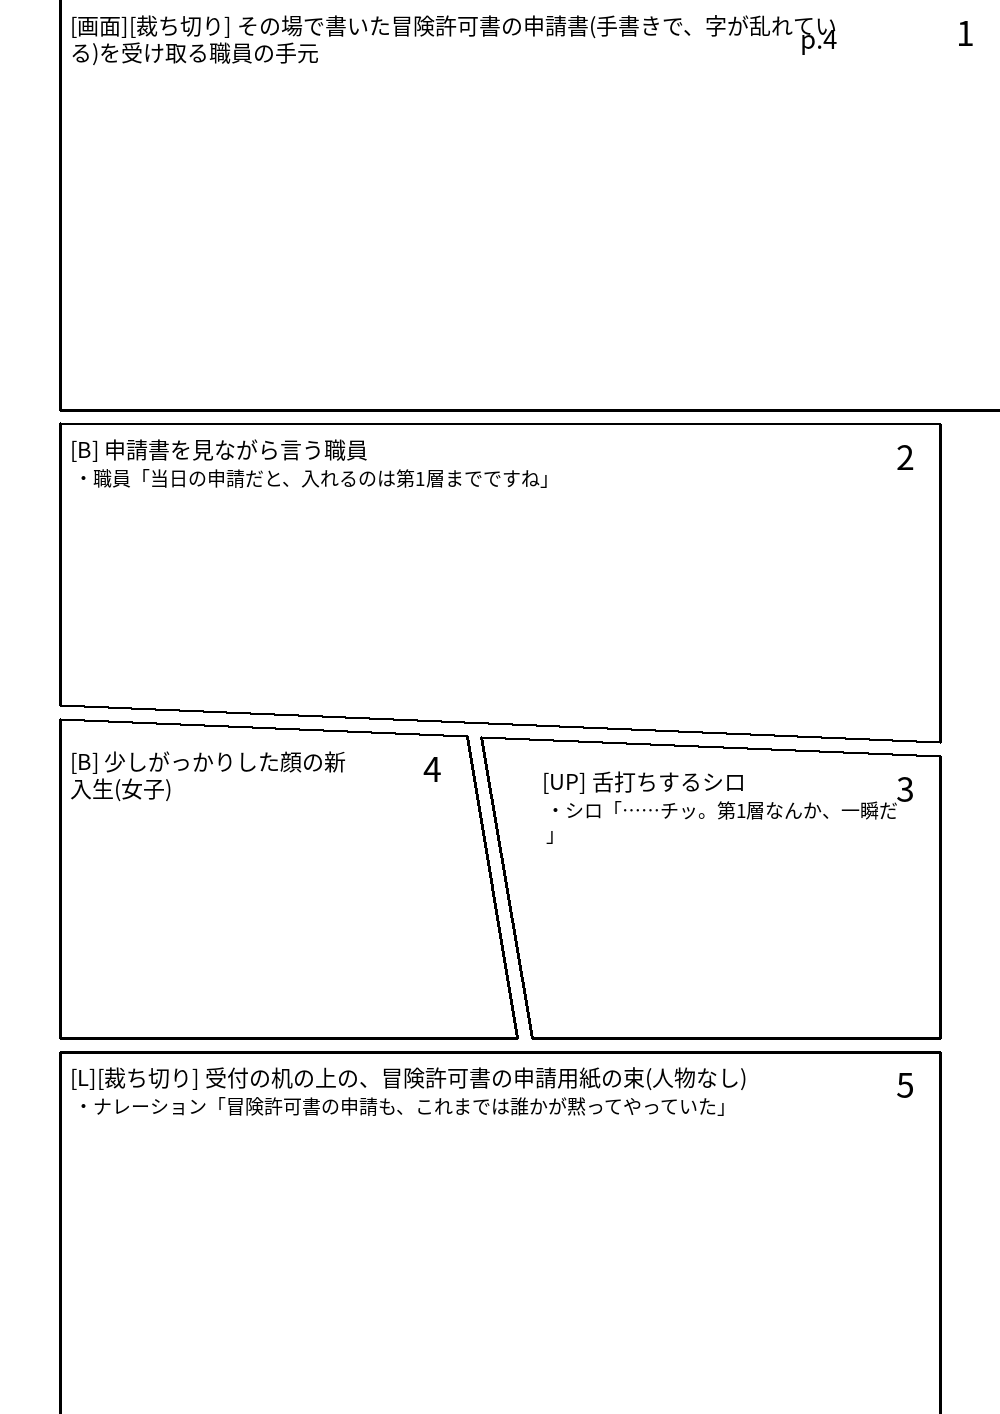 [画面][裁ち切り] その場で書いた冒険許可書の申請書(手書きで、字が乱れてい
る)を受け取る職員の手元
p.4
1
[B] 申請書を見ながら言う職員
・職員「当日の申請だと、入れるのは第1層までですね」
2
[UP] 舌打ちするシロ
・シロ「……チッ。第1層なんか、一瞬だ
」
3
[B] 少しがっかりした顔の新
入生(女子)
4
[L][裁ち切り] 受付の机の上の、冒険許可書の申請用紙の束(人物なし)
・ナレーション「冒険許可書の申請も、これまでは誰かが黙ってやっていた」
5